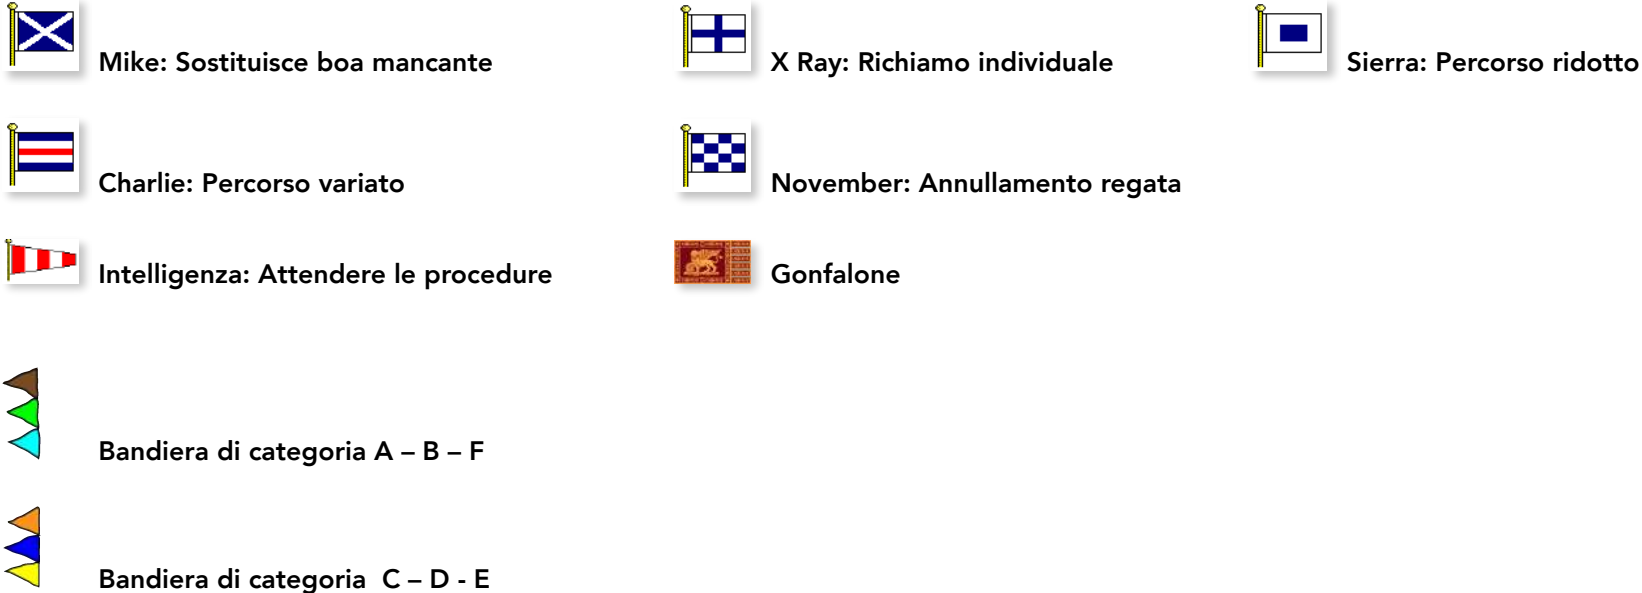 Mike: Sostituisce boa mancante
X Ray: Richiamo individuale
Sierra: Percorso ridotto
Charlie: Percorso variato
November: Annullamento regata
Intelligenza: Attendere le procedure
Gonfalone
Bandiera di categoria A – B – F
Bandiera di categoria  C – D - E